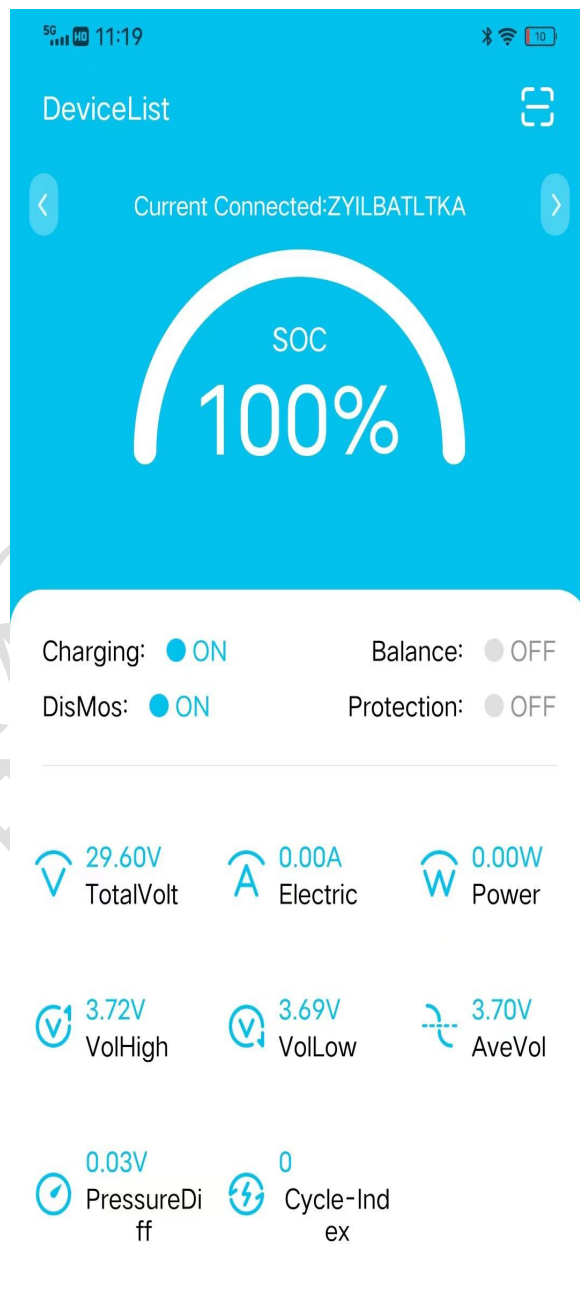 5G HD 11:19 10
DeviceList
Current Connected:ZYILBATLTKA
SOC
100%
Charging: ON Balance: OFF
DisMos: ON Protection: OFF
29.60V 0.00A 0.00W
V TotalVolt A Electric W Power
3.72V 3.69V 3.70V
V VolHigh V VolLow AveVol
0.03V 0
PressureDi Cycle-Ind
ff ex